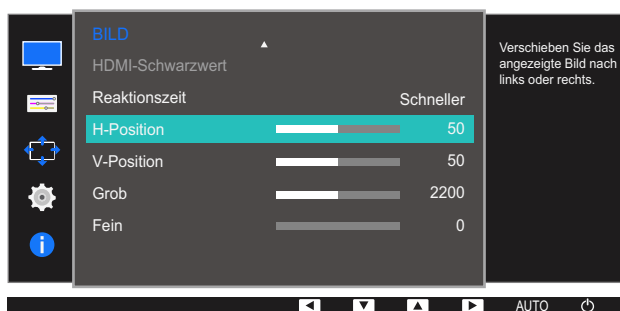 BILD
HDMI-Schwarzwert
Reaktionszeit Schneller
H-Position 50
V-Position 50
Grob 2200
Fein 0
Verschieben Sie das
angezeigte Bild nach
links oder rechts.
AUTO